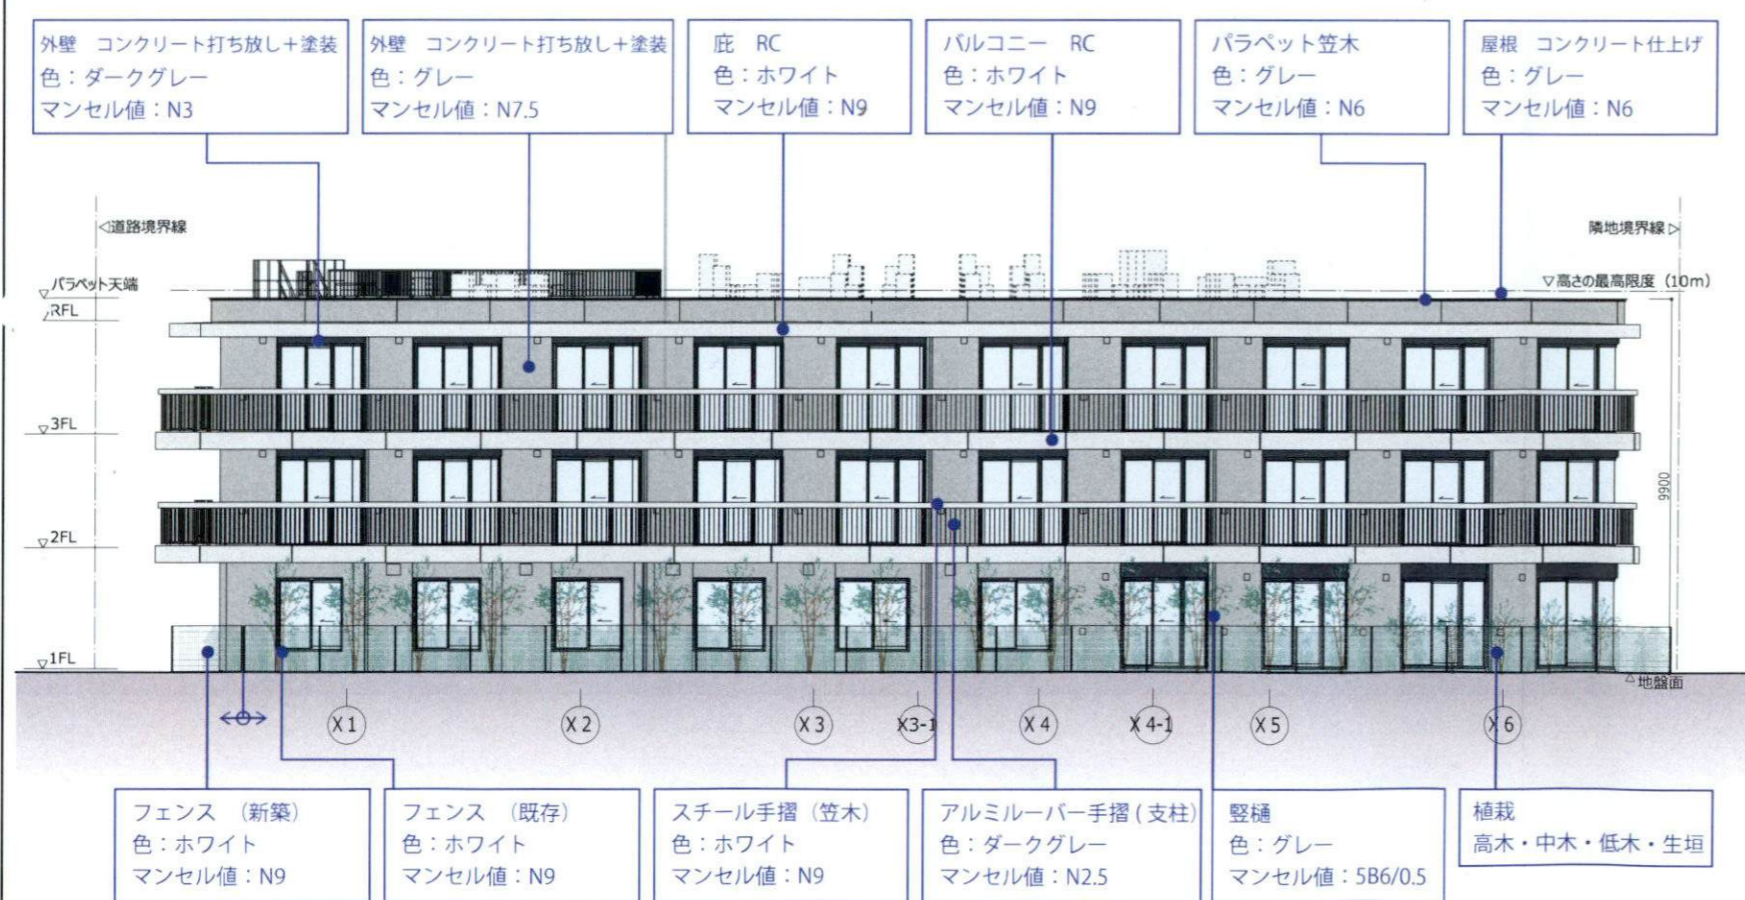 外壁　コンクリート打ち放し＋塗装
色：ダークグレー
マンセル値：N3
外壁　コンクリート打ち放し＋塗装
色：グレー
マンセル値：N7.5
庇　RC
色：ホワイト
マンセル値：N9
バルコニー　RC
色：ホワイト
マンセル値：N9
パラペット笠木
色：グレー
マンセル値：N6
屋根　コンクリート仕上げ
色：グレー
マンセル値：N6
◁道路境界線
隣地境界線▷
▽パラペット天端
▽高さの最高限度（10m）
▽RFL
▽3FL
9900
▽2FL
▽1FL
△地盤面
X1
X2
X3
X3-1
X4
X4-1
X5
X6
フェンス （新築）
色：ホワイト
マンセル値：N9
フェンス （既存）
色：ホワイト
マンセル値：N9
スチール手摺（笠木）
色：ホワイト
マンセル値：N9
アルミルーバー手摺（支柱）
色：ダークグレー
マンセル値：N2.5
竪樋
色：グレー
マンセル値：5B6/0.5
植栽
高木・中木・低木・生垣